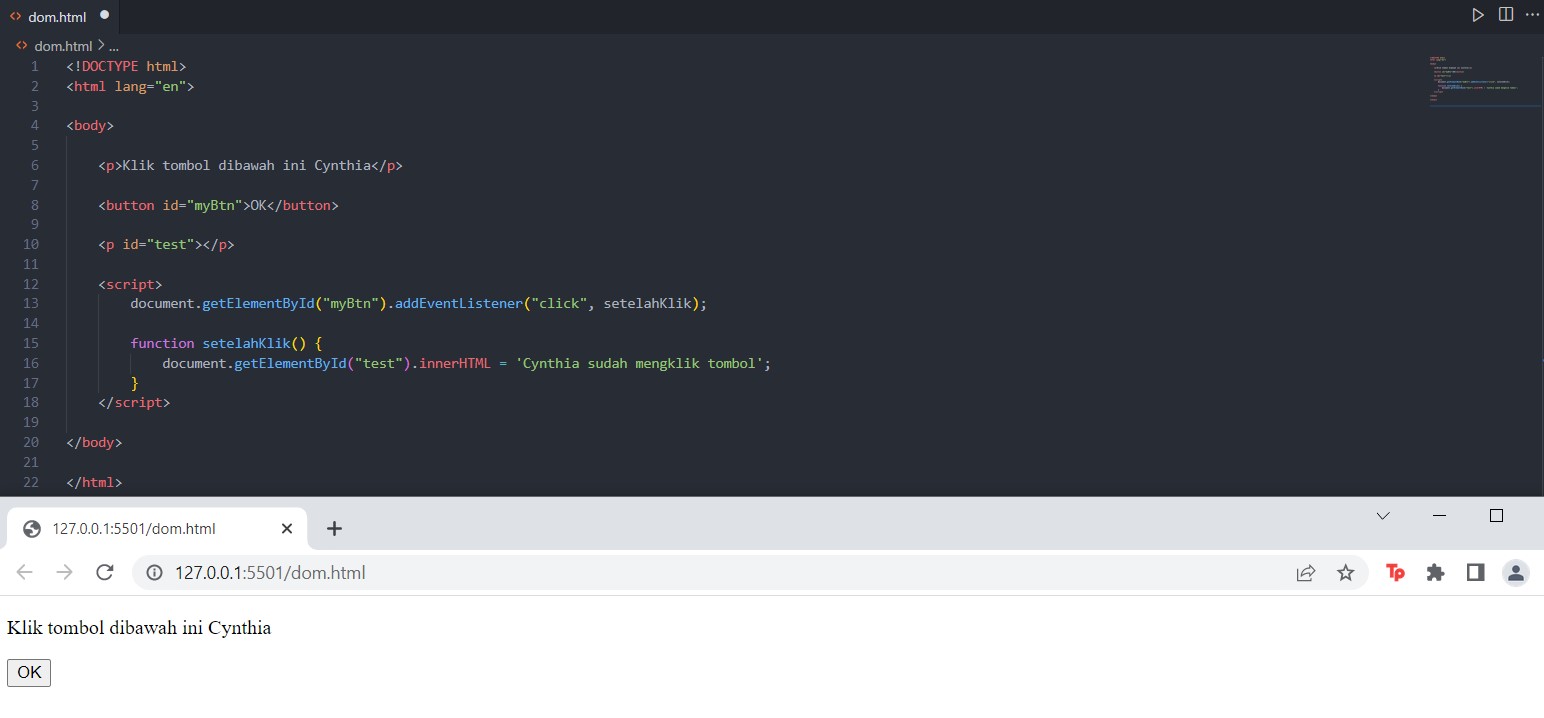 dom.html
dom.html > ...
1 <!DOCTYPE html>
2 <html lang="en">
3
4 <body>
5
6 <p>Klik tombol dibawah ini Cynthia</p>
7
8 <button id="myBtn">OK</button>
9
10 <p id="test"></p>
11
12 <script>
13 document.getElementById("myBtn").addEventListener("click", setelahKlik);
14
15 function setelahKlik() {
16 document.getElementById("test").innerHTML = 'Cynthia sudah mengklik tombol';
17 }
18 </script>
19
20 </body>
21
22 </html>
127.0.0.1:5501/dom.html
127.0.0.1:5501/dom.html
Tp
Klik tombol dibawah ini Cynthia
OK